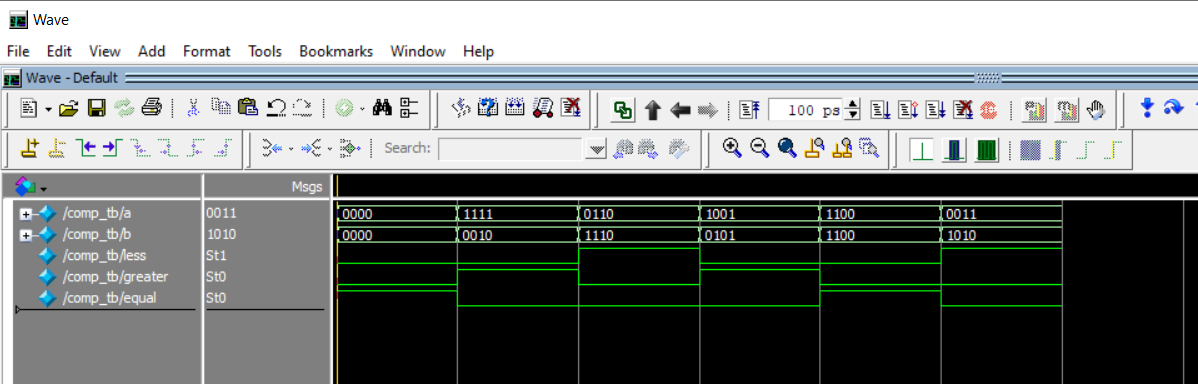 Wave
File Edit View Add Format Tools Bookmarks Window Help
Wave - Default
100 ps
Search:
Msgs
/comp_tb/a 0011 0000 1111 0110 1001 1100 0011
/comp_tb/b 1010 0000 0010 1110 0101 1100 1010
/comp_tb/less St1
/comp_tb/greater St0
/comp_tb/equal St0